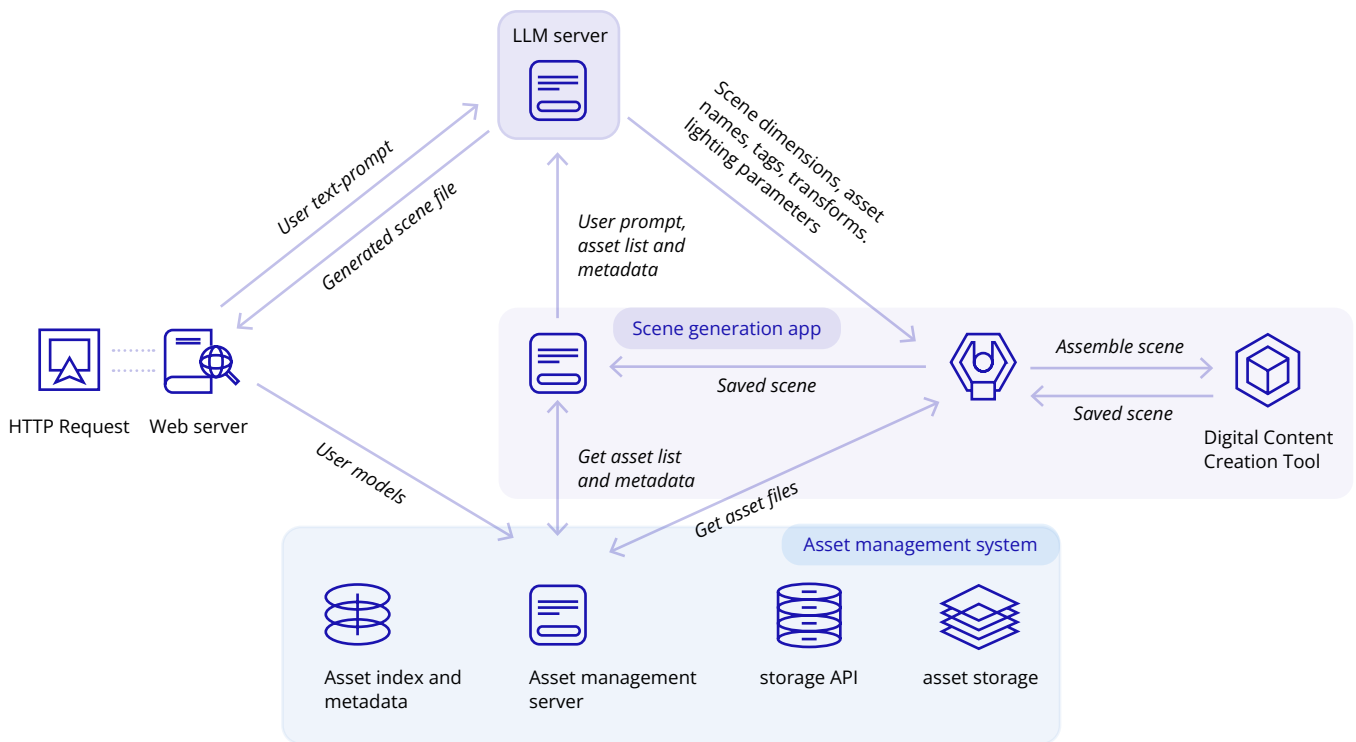 LLM server
Scene dimensions, asset
names, tags, transforms.
lighting parameters
User text-prompt
Generated scene file
User prompt,
asset list and
metadata
Scene generation app
Assemble scene
Saved scene
Saved scene
HTTP Request
Web server
Digital Content
Creation Tool
User models
Get asset list
and metadata
Get asset files
Asset management system
Asset index and
metadata
Asset management
server
storage API
asset storage